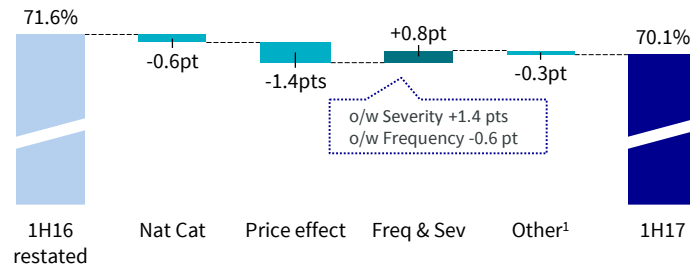 71.6%
+0.8pt
70.1%
-0.6pt
-1.4pts
-0.3pt
o/w Severity +1.4 pts
o/w Frequency -0.6 pt
1H16 restated
Nat Cat
Price effect
Freq & Sev
Other¹
1H17